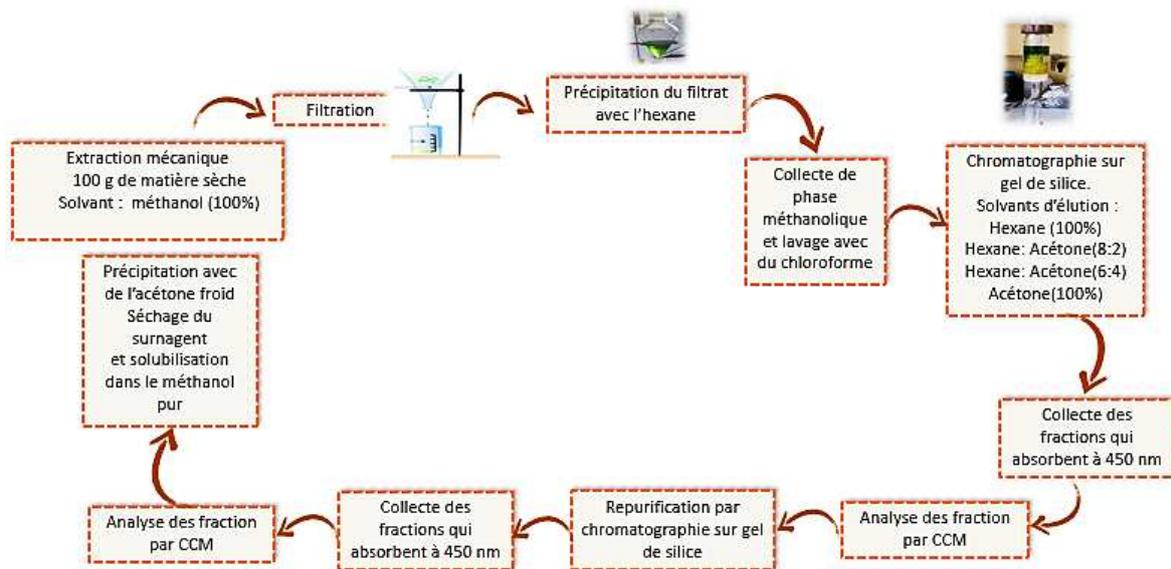 Extraction mécanique
100 g de matière sèche
Solvant : méthanol (100%)
Filtration
Précipitation du filtrat
avec l'hexane
Collecte de
phase
méthanolique
et lavage avec
du chloroforme
Chromatographie sur
gel de silice.
Solvants d'élution :
Hexane (100%)
Hexane: Acétone(8:2)
Hexane: Acétone(6:4)
Acétone(100%)
Collecte des
fractions qui
absorbent à 450 nm
Analyse des fraction
par CCM
Repurification par
chromatographie sur gel
de silice
Collecte des
fractions qui
absorbent à 450 nm
Analyse des fraction
par CCM
Précipitation avec
de l'acétone froid
Séchage du
surnagent
et solubilisation
dans le méthanol
pur